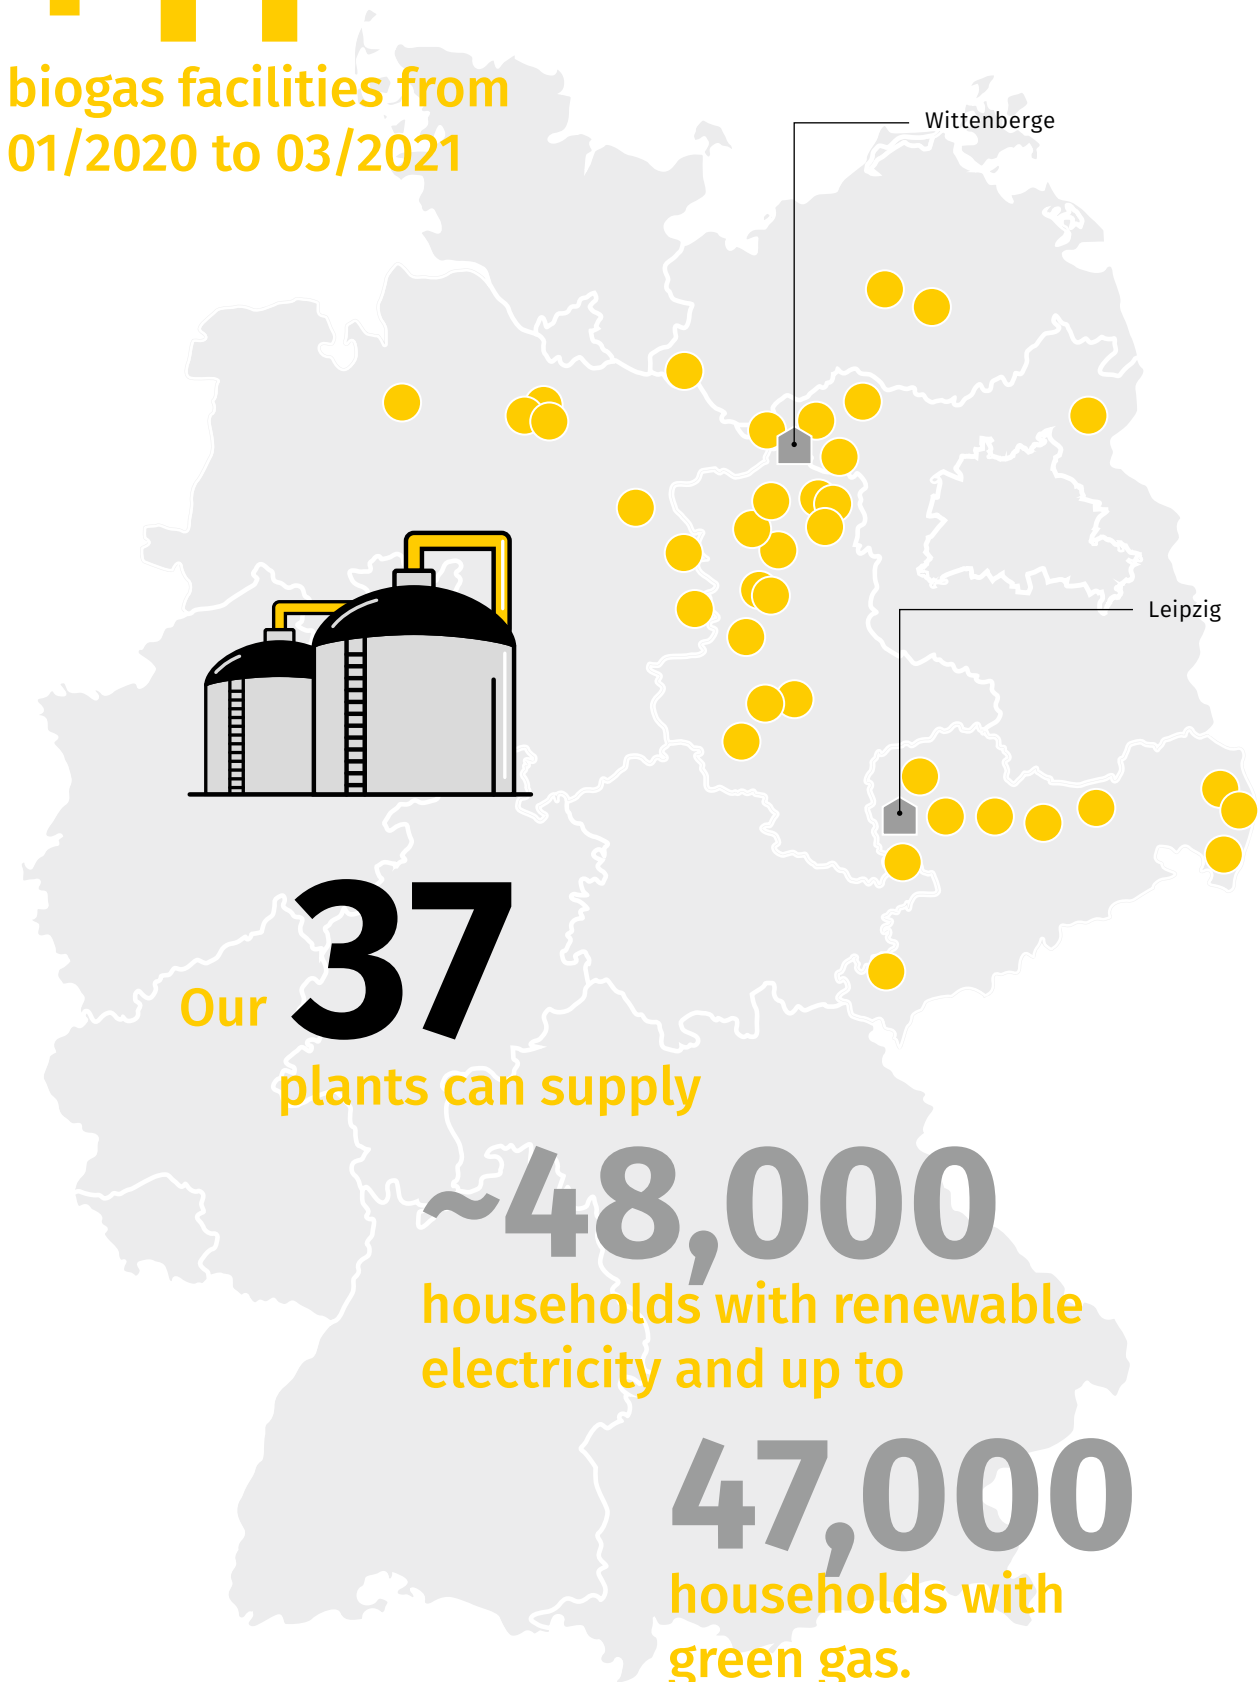 biogas facilities from
01/2020 to 03/2021
Wittenberge
Leipzig
Our 37
plants can supply
~48,000
households with renewable
electricity and up to
47,000
households with
green gas.